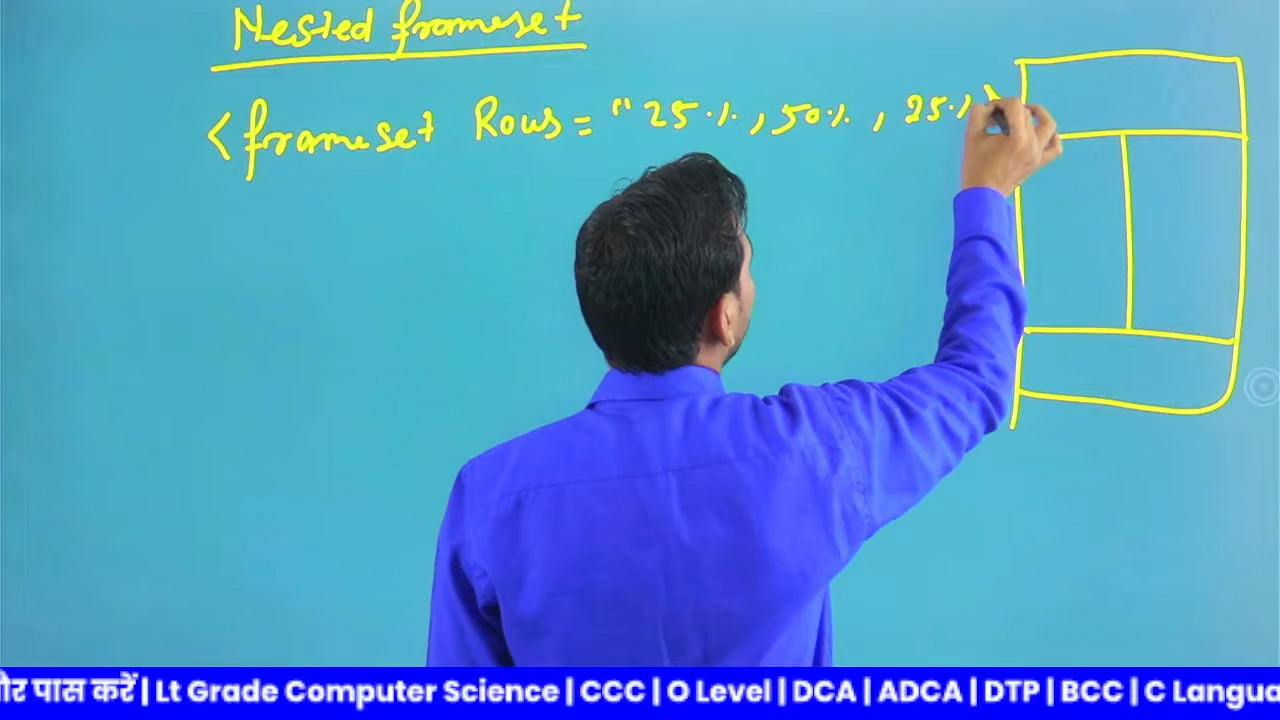 Nested frameset
<frameset Rows = "25%, 50%, 25%
और पास करें | Lt Grade Computer Science | CCC | O Level | DCA | ADCA | DTP | BCC | C Langua